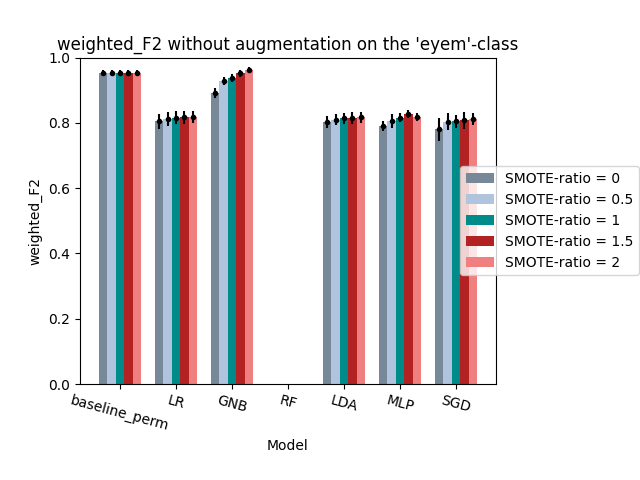 weighted_F2 without augmentation on the 'eyem'-class
weighted_F2
1.0
0.8
0.6
0.4
0.2
0.0
SMOTE-ratio = 0
SMOTE-ratio = 0.5
SMOTE-ratio = 1
SMOTE-ratio = 1.5
SMOTE-ratio = 2
baseline_perm LR GNB RF LDA MLP SGD
Model